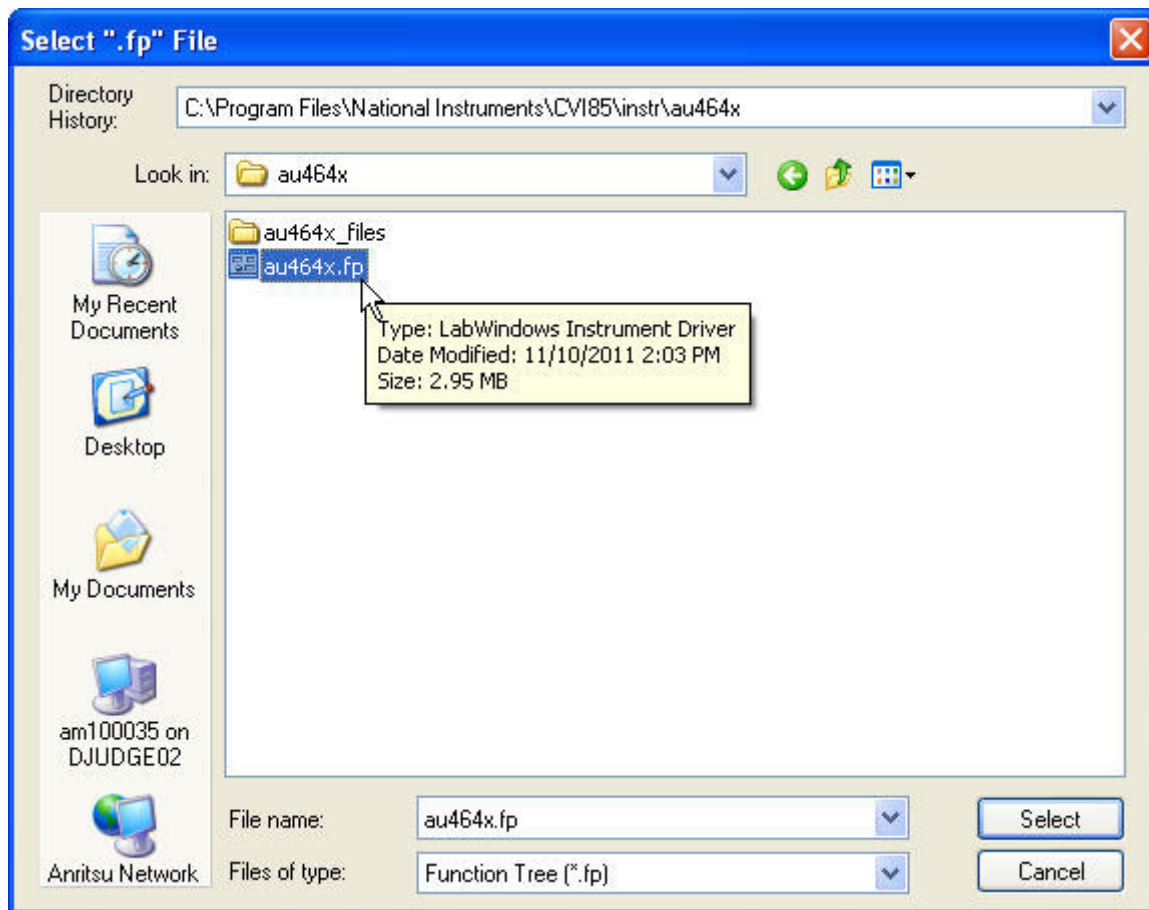 Select ".fp" File
Directory History:
C:\Program Files\National Instruments\CVI85\instr\au464x
Look in:
au464x
au464x_files
au464x.fp
Type: LabWindows Instrument Driver
Date Modified: 11/10/2011 2:03 PM
Size: 2.95 MB
My Recent
Documents
Desktop
My Documents
am100035 on
DJUDGE02
Anritsu Network
File name:
au464x.fp
Select
Files of type:
Function Tree (*.fp)
Cancel